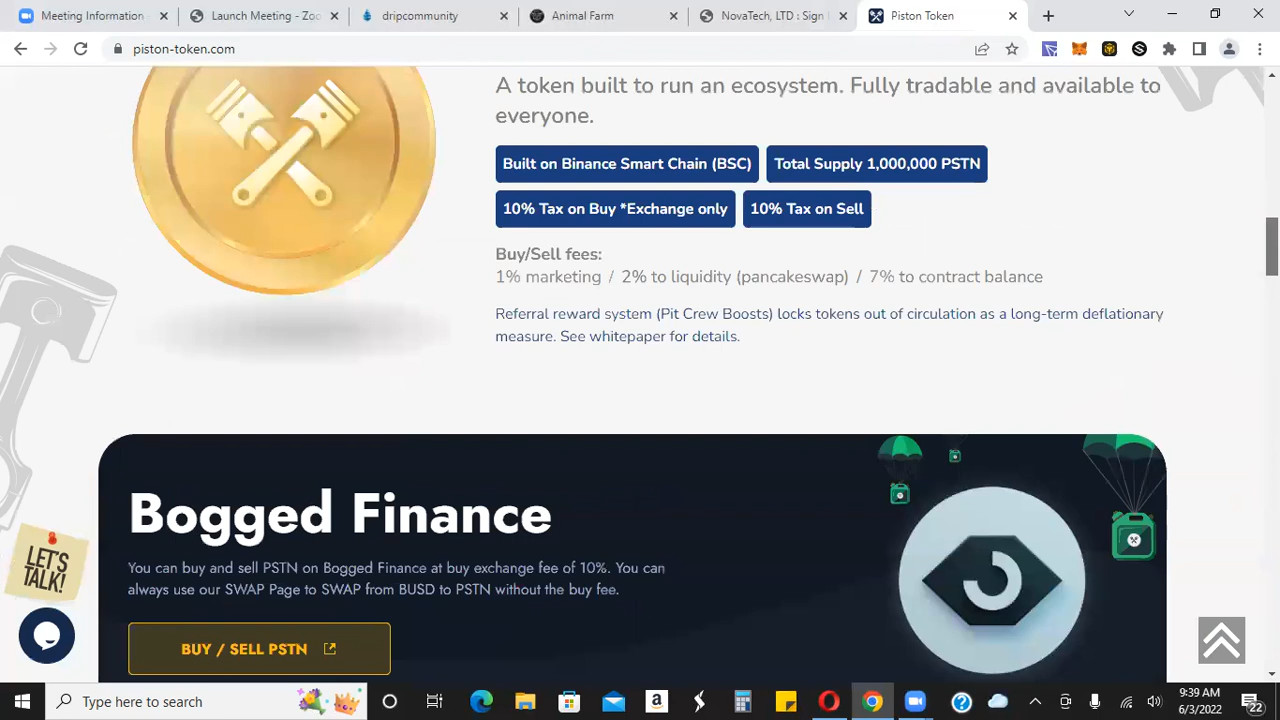 Meeting Information
Launch Meeting - Zoo
dripcommunity
Animal Farm
NovaTech, LTD : Sign
Piston Token
piston-token.com
A token built to run an ecosystem. Fully tradable and available to
everyone.
Built on Binance Smart Chain (BSC)
Total Supply 1,000,000 PSTN
10% Tax on Buy *Exchange only
10% Tax on Sell
Buy/Sell fees:
1% marketing / 2% to liquidity (pancakeswap) / 7% to contract balance
Referral reward system (Pit Crew Boosts) locks tokens out of circulation as a long-term deflationary
measure. See whitepaper for details.
Bogged Finance
You can buy and sell PSTN on Bogged Finance at buy exchange fee of 10%. You can
always use our SWAP Page to SWAP from BUSD to PSTN without the buy fee.
BUY / SELL PSTN
LET'S
TALK!
Type here to search
9:39 AM
6/3/2022
22